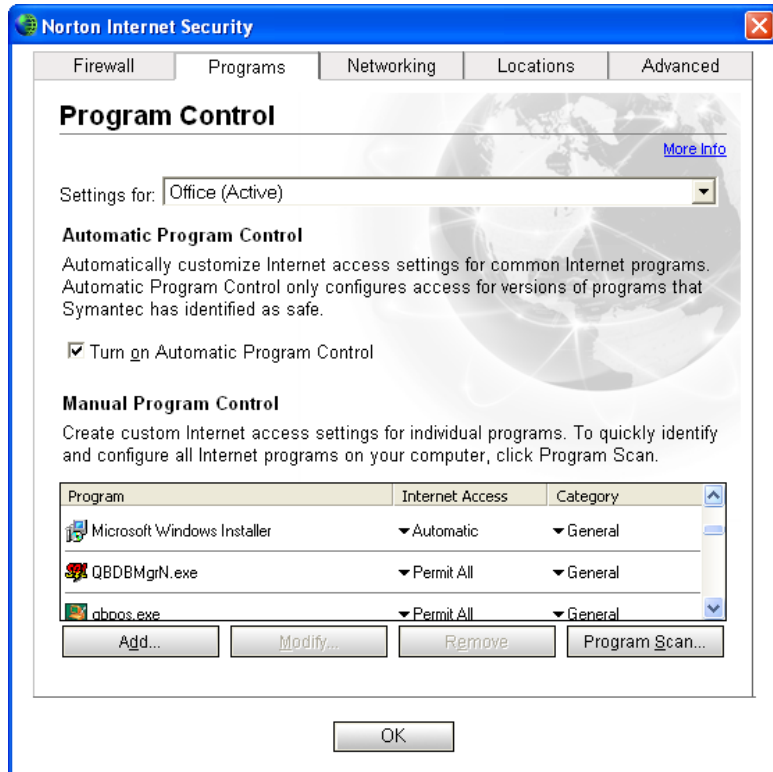 Norton Internet Security
Firewall Programs Networking Locations Advanced
Program Control
More Info
Settings for: Office (Active)
Automatic Program Control
Automatically customize Internet access settings for common Internet programs.
Automatic Program Control only configures access for versions of programs that
Symantec has identified as safe.
Turn on Automatic Program Control
Manual Program Control
Create custom Internet access settings for individual programs. To quickly identify
and configure all Internet programs on your computer, click Program Scan.
Program Internet Access Category
Microsoft Windows Installer Automatic General
QBDBMgrN.exe Permit All General
qbpos.exe Permit All General
Add... Modify... Remove Program Scan...
OK